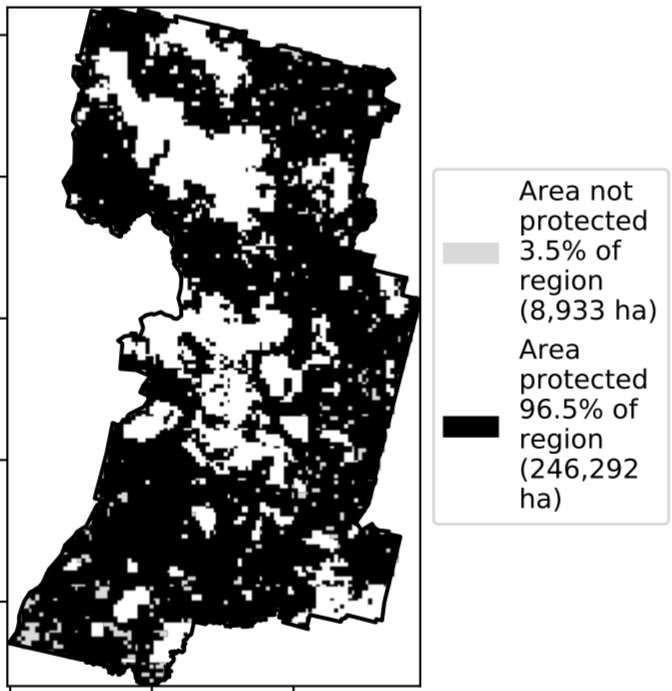 Area not
protected
3.5% of
region
(8,933 ha)
Area
protected
96.5% of
region
(246,292
ha)